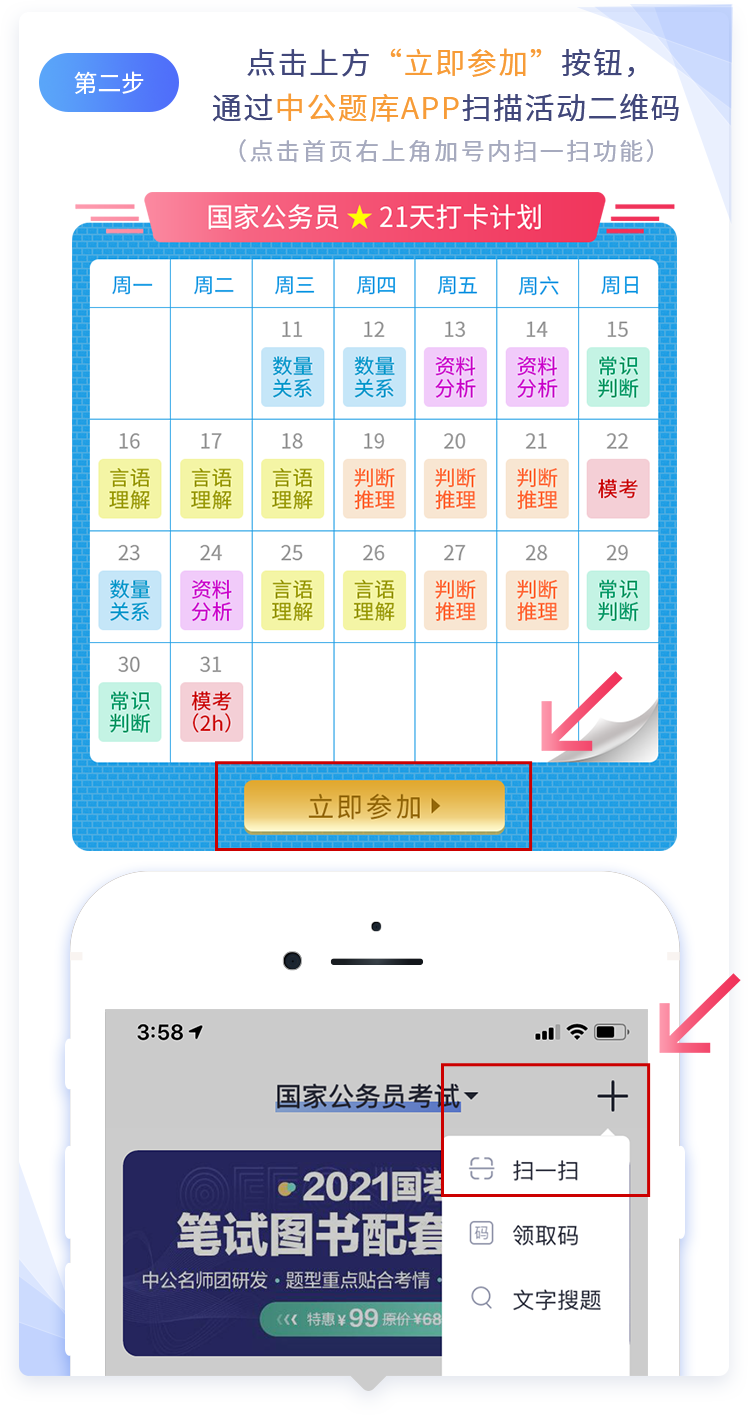 第二步
点击上方“立即参加”按钮，
通过中公题库APP扫描活动二维码
（点击首页右上角加号内扫一扫功能）
国家公务员★21天打卡计划
周一 周二 周三 周四 周五 周六 周日
11 12 13 14 15
数量 数量 资料 资料 常识
关系 关系 分析 分析 判断
16 17 18 19 20 21 22
言语 言语 言语 判断 判断 判断 模考
理解 理解 理解 推理 推理 推理
23 24 25 26 27 28 29
数量 资料 言语 言语 判断 判断 常识
关系 分析 理解 理解 推理 推理 判断
30 31
常识 模考
判断 （2h）
立即参加
3:58
国家公务员考试
扫一扫
2021国考
笔试图书配套
码 领取码
中公名师团研发·题型重点贴合考情·
文字搜题
特惠¥99 原价¥68